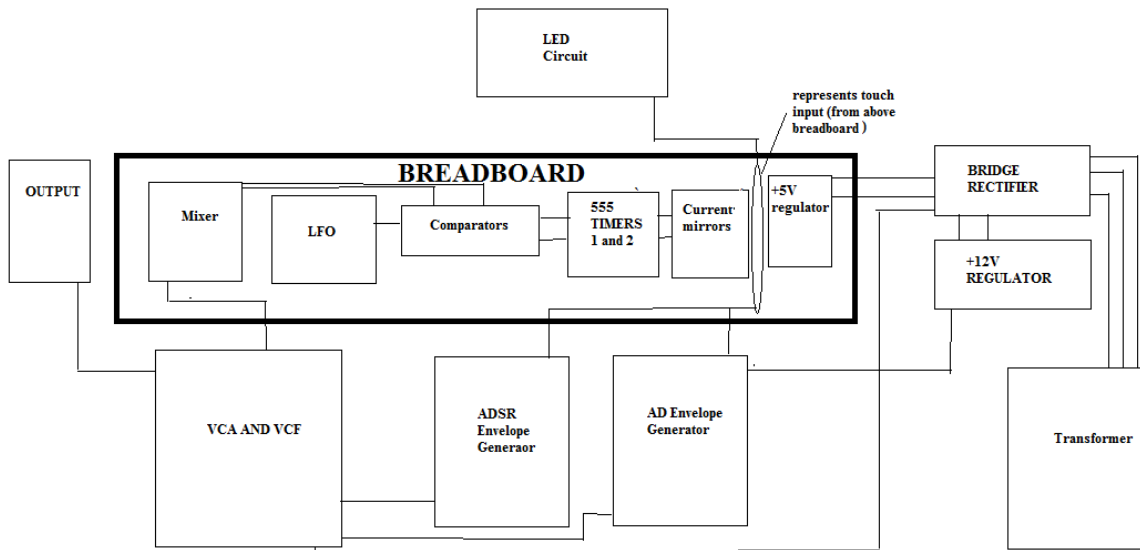 LED
Circuit
represents touch
input (from above
breadboard )
BREADBOARD
OUTPUT
Mixer
LFO
Comparators
555
TIMERS
1 and 2
Current
mirrors
+5V
regulator
BRIDGE
RECTIFIER
+12V
REGULATOR
VCA AND VCF
ADSR
Envelope
Generaor
AD Envelope
Generator
Transformer